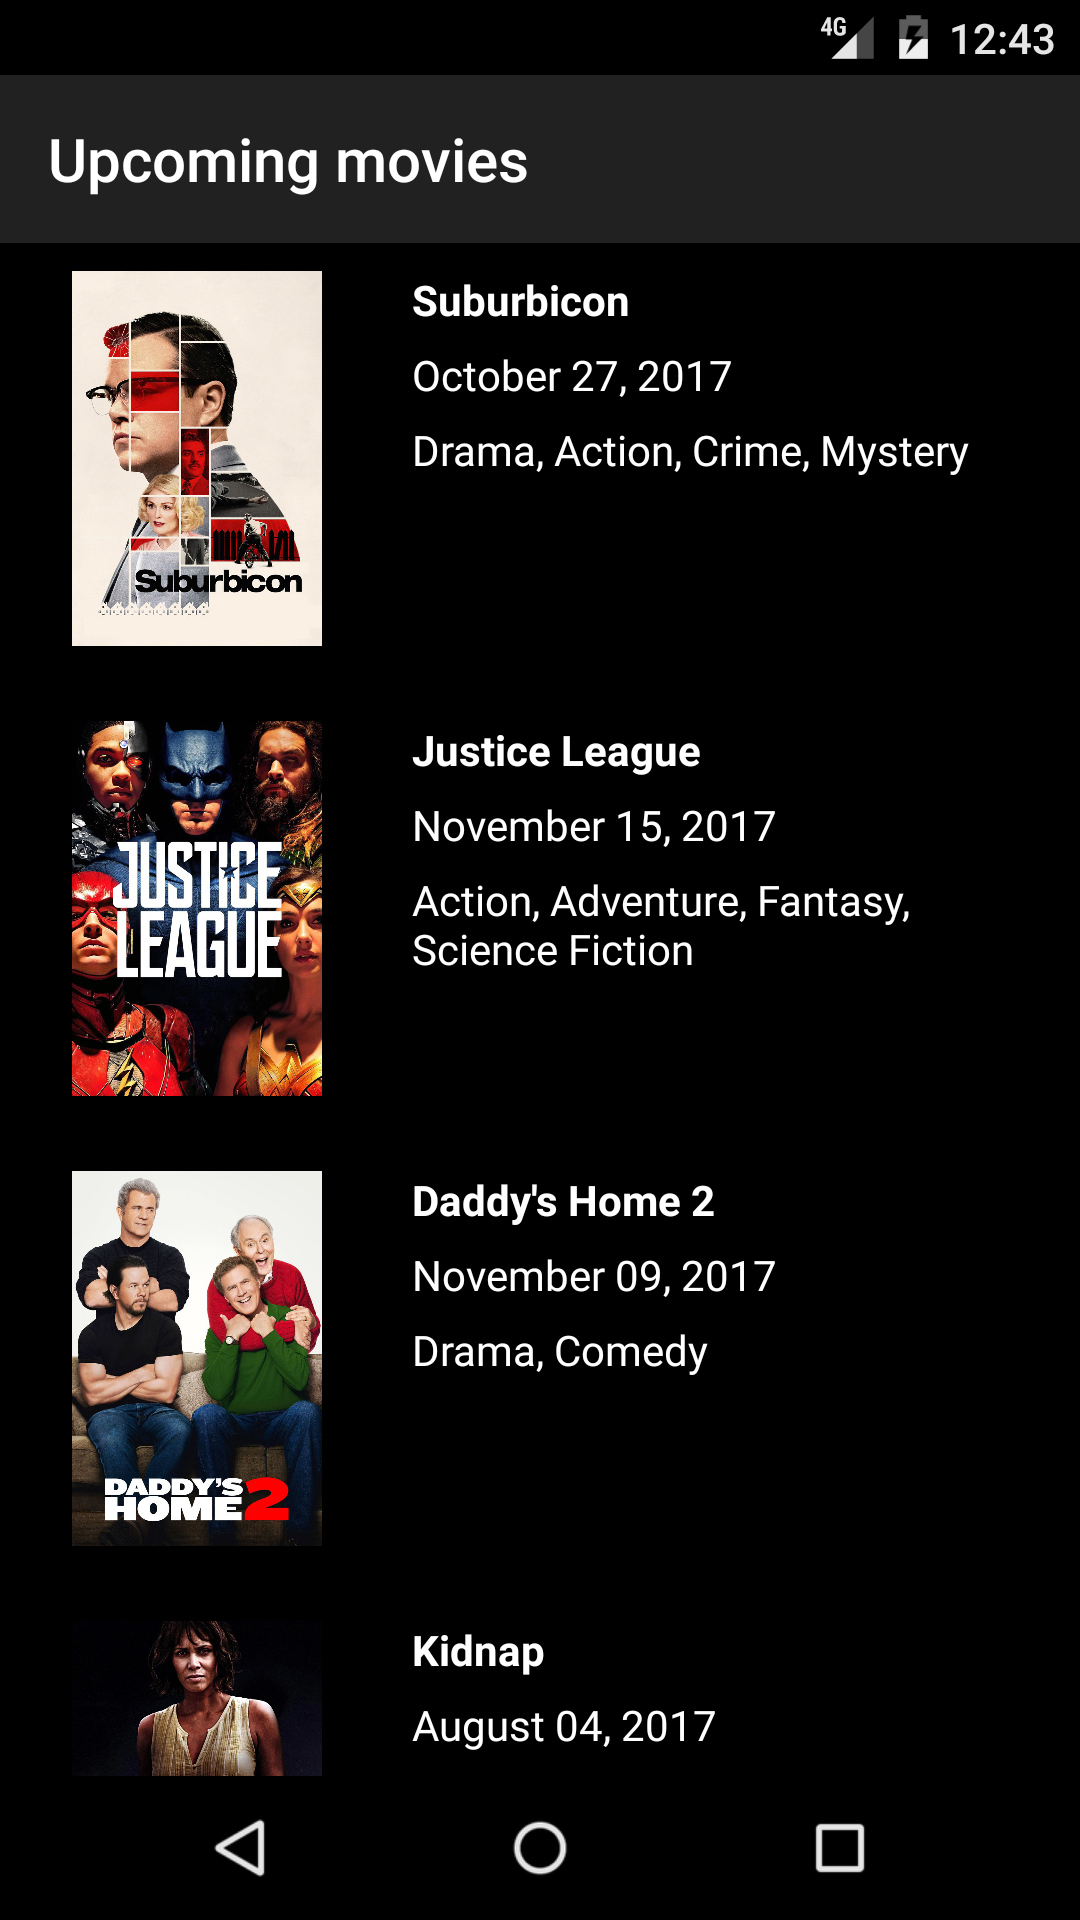 4G 12:43
Upcoming movies
Suburbicon
October 27, 2017
Drama, Action, Crime, Mystery
Suburbicon
Justice League
November 15, 2017
Action, Adventure, Fantasy,
Science Fiction
JUSTICE
LEAGUE
Daddy's Home 2
November 09, 2017
Drama, Comedy
DADDY'S
HOME 2
Kidnap
August 04, 2017